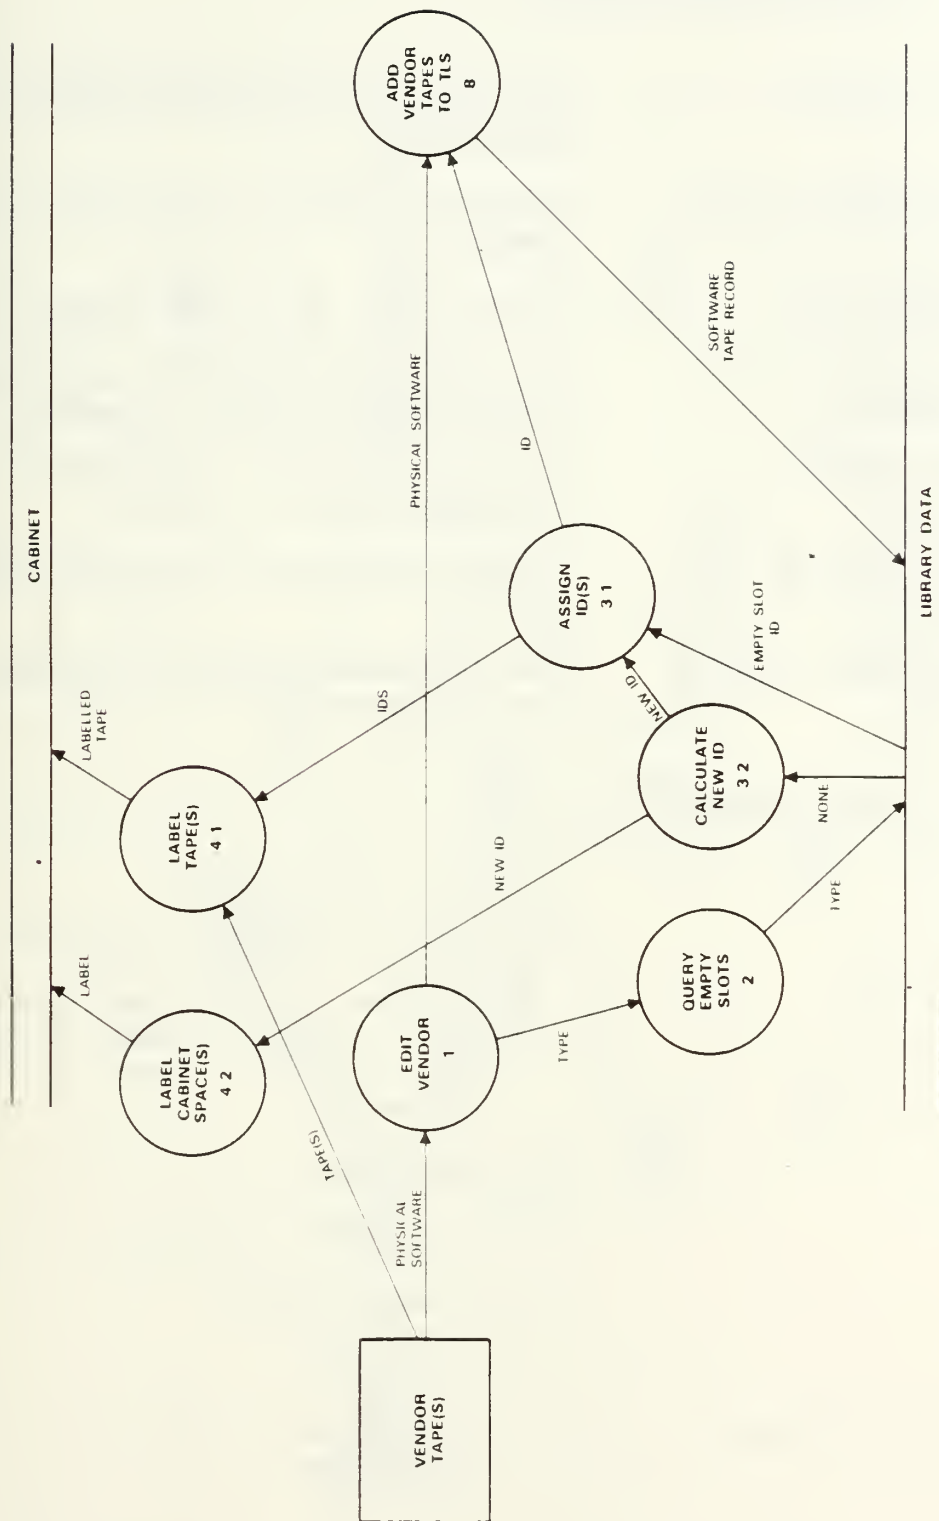 CABINET
LABEL
LABELLED
TAPE
LABEL
CABINET
SPACE(S)
4 2
LABEL
TAPE(S)
4 1
TAPE(S)
IDS
VENDOR
TAPE(S)
PHYSICAL
SOFTWARE
EDIT
VENDOR
1
PHYSICAL SOFTWARE
ADD
VENDOR
TAPES
TO TLS
8
NEW ID
ID
TYPE
ASSIGN
ID(S)
3 1
NEW ID
QUERY
EMPTY
SLOTS
2
CALCULATE
NEW ID
3 2
EMPTY SLOT
ID
SOFTWARE
TAPE RECORD
TYPE
NONE
LIBRARY DATA